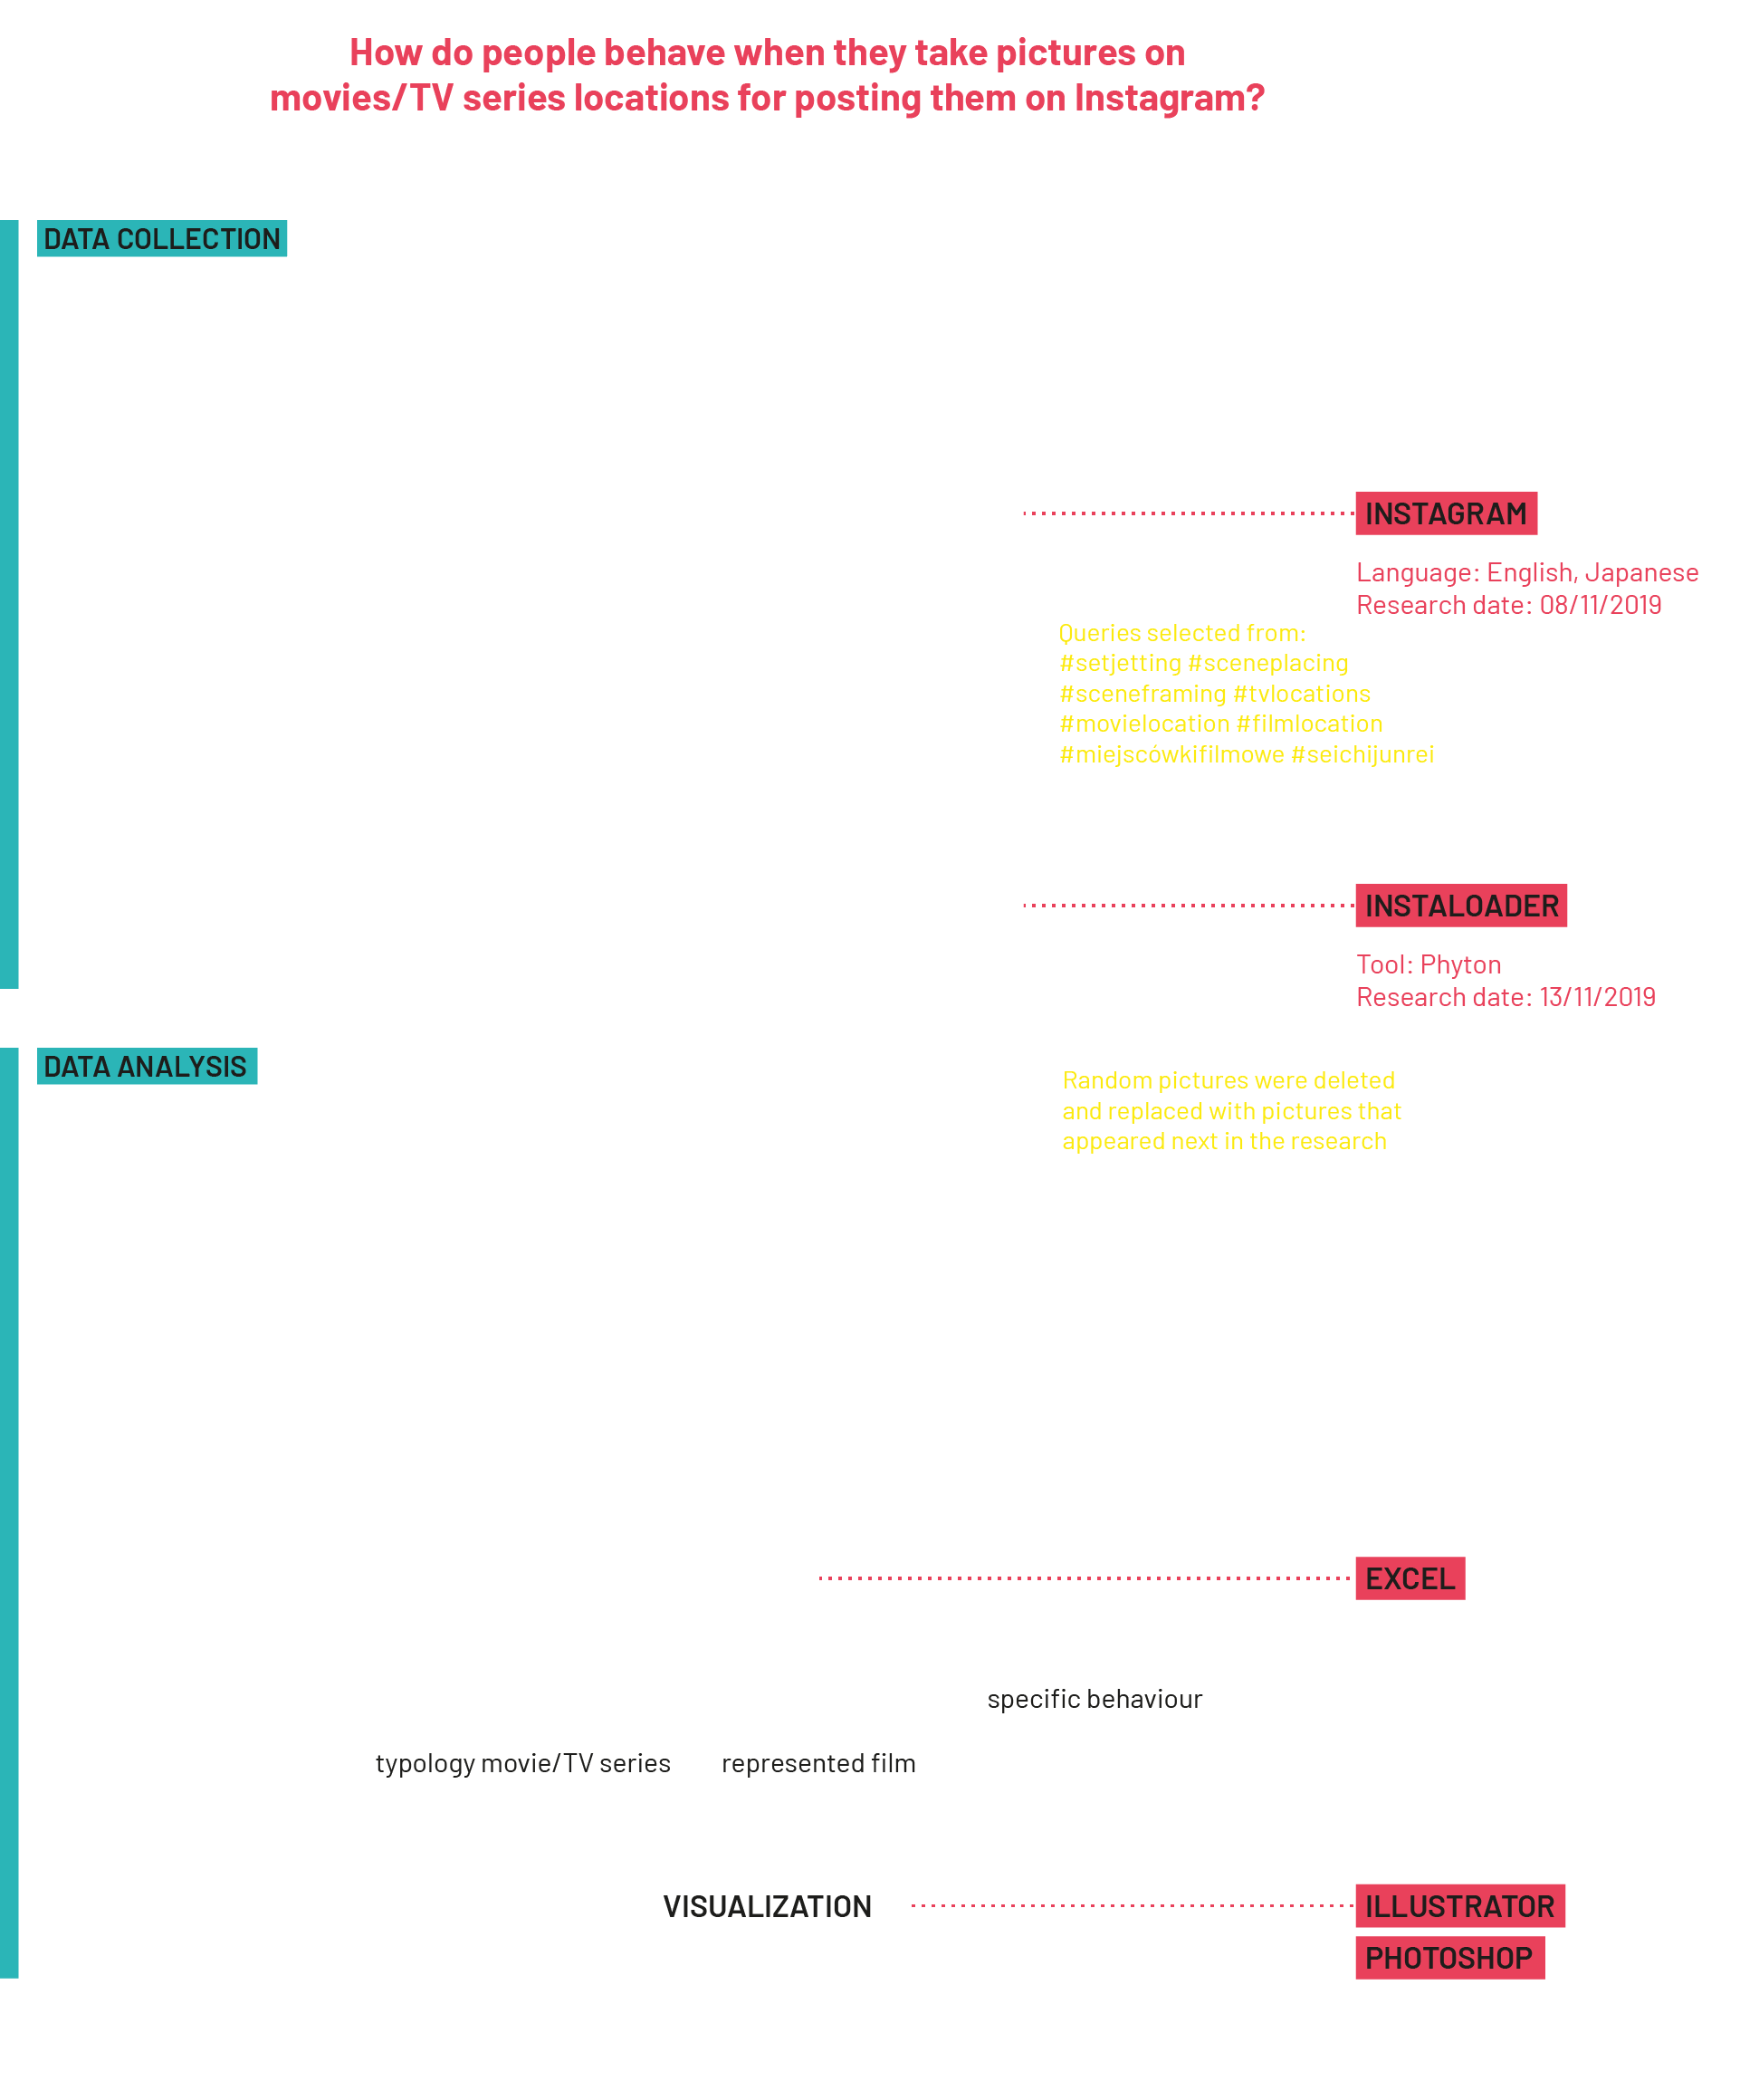 How do people behave when they take pictures on
movies/TV series locations for posting them on Instagram?
DATA COLLECTION
INSTAGRAM
Language: English, Japanese
Research date: 08/11/2019
Queries selected from:
#setjetting #sceneplacing
#sceneframing #tvlocations
#movielocation #filmlocation
#miejscówkifilmowe #seichijunrei
INSTALOADER
Tool: Phyton
Research date: 13/11/2019
DATA ANALYSIS
Random pictures were deleted
and replaced with pictures that
appeared next in the research
EXCEL
specific behaviour
typology movie/TV series
represented film
VISUALIZATION
ILLUSTRATOR
PHOTOSHOP